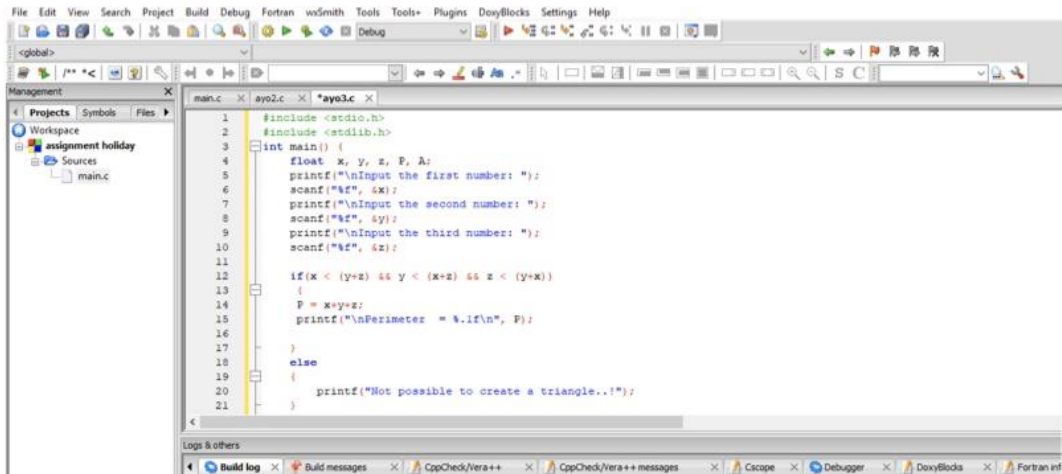 File Edit View Search Project Build Debug Fortran wxSmith Tools Tools+ Plugins DoxyBlocks Settings Help
Debug
<global>
/** *<
S C
Management
main.c ayo2.c *ayo3.c
Projects Symbols Files
Workspace
assignment holiday
Sources
main.c
1 #include <stdio.h>
2 #include <stdlib.h>
3 int main() {
4 float x, y, z, P, A;
5 printf("\nInput the first number: ");
6 scanf("%f", &x);
7 printf("\nInput the second number: ");
8 scanf("%f", &y);
9 printf("\nInput the third number: ");
10 scanf("%f", &z);
11
12 if(x < (y+z) && y < (x+z) && z < (y+x))
13 {
14 P = x+y+z;
15 printf("\nPerimeter  = %.1f\n", P);
16
17 }
18 else
19 {
20 printf("Not possible to create a triangle..!");
21 }
Logs & others
Build log Build messages CppCheck/Vera++ CppCheck/Vera++ messages Cscope Debugger DoxyBlocks Fortran inf